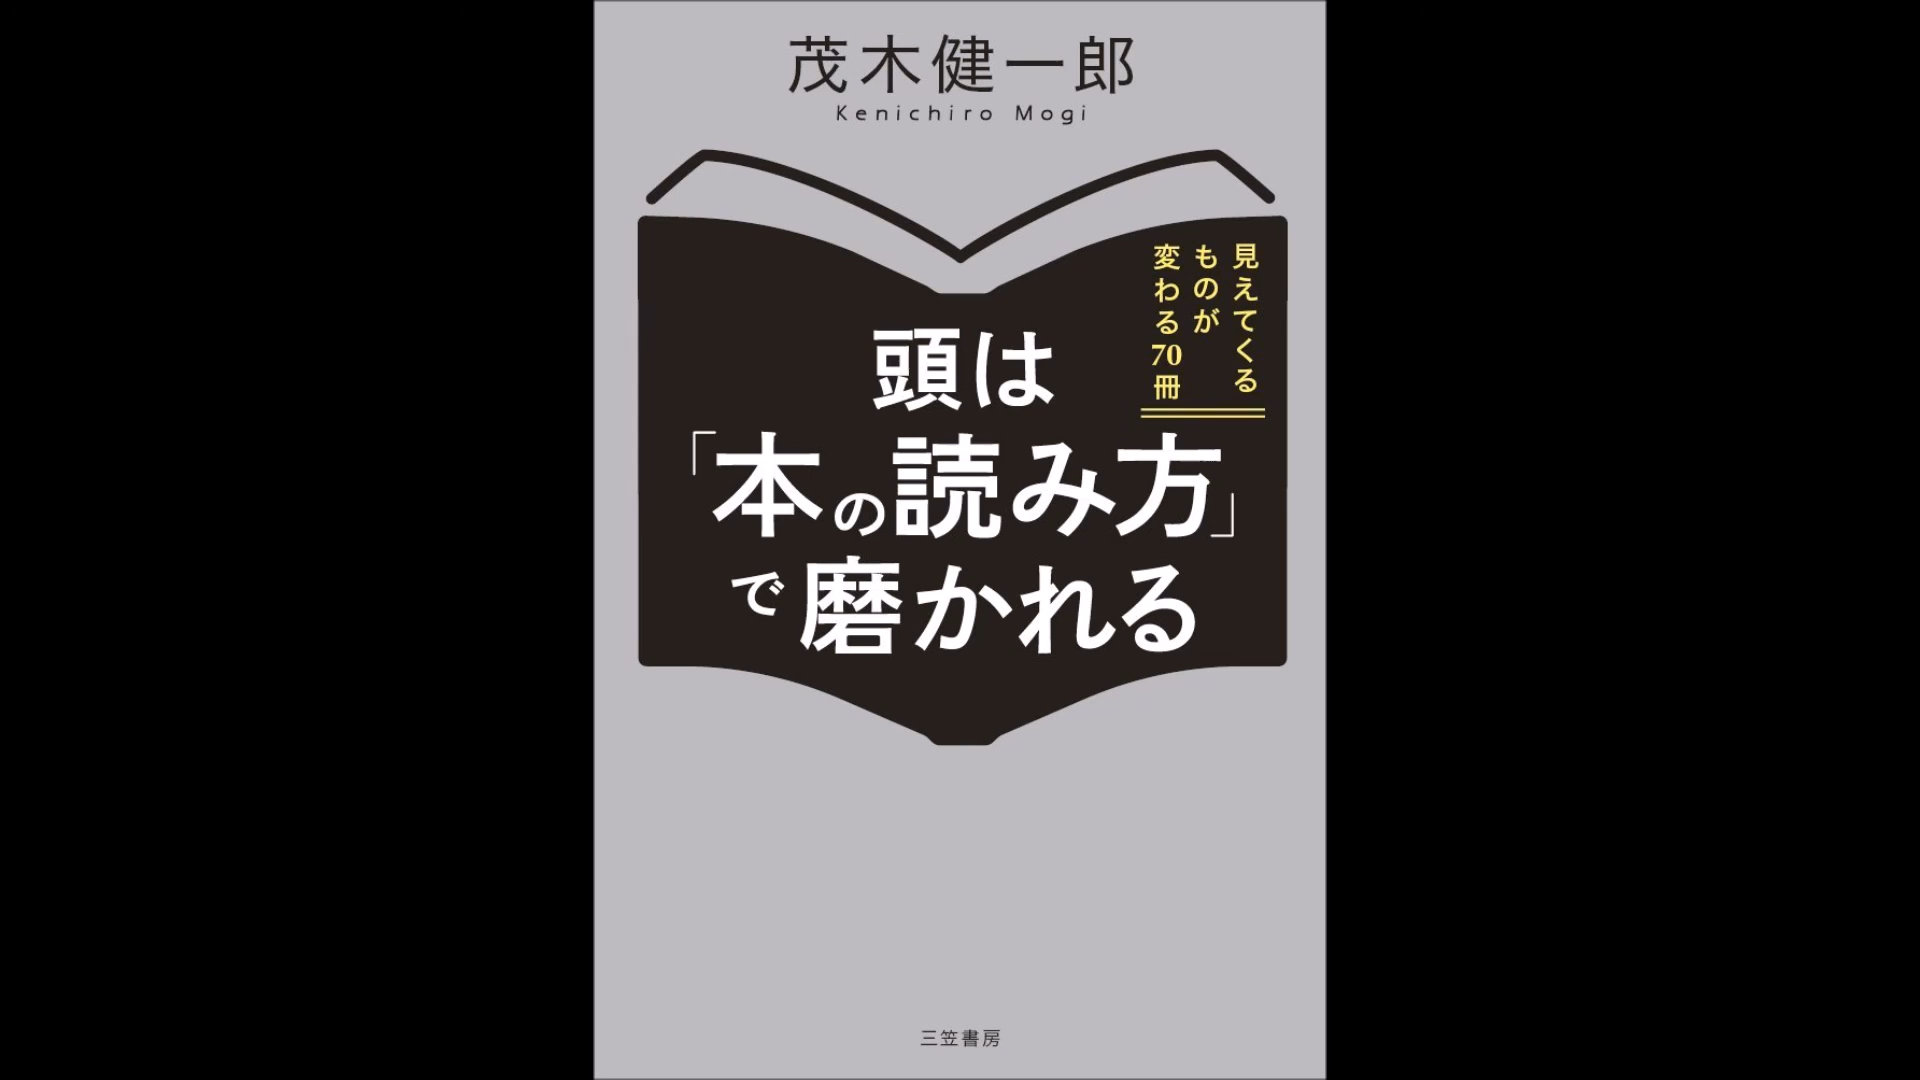 茂木健一郎
Kenichiro Mogi
見えてくる
ものが
変わる70冊
頭は
「本の読み方」
で磨かれる
三笠書房